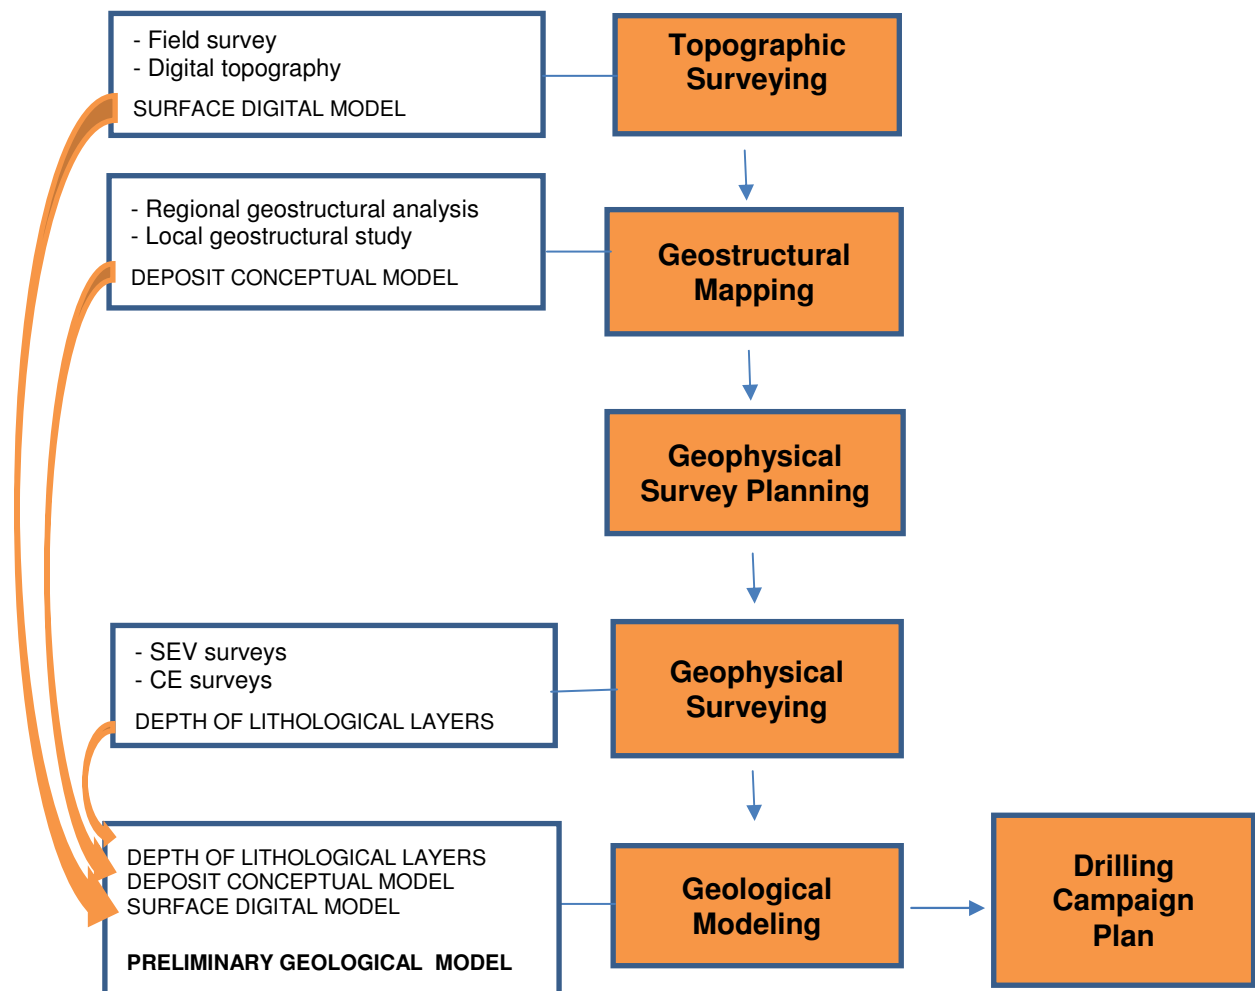 - Field survey
- Digital topography
SURFACE DIGITAL MODEL
Topographic
Surveying
- Regional geostructural analysis
- Local geostructural study
DEPOSIT CONCEPTUAL MODEL
Geostructural
Mapping
Geophysical
Survey Planning
- SEV surveys
- CE surveys
DEPTH OF LITHOLOGICAL LAYERS
Geophysical
Surveying
DEPTH OF LITHOLOGICAL LAYERS
DEPOSIT CONCEPTUAL MODEL
SURFACE DIGITAL MODEL
PRELIMINARY GEOLOGICAL MODEL
Geological
Modeling
Drilling
Campaign
Plan